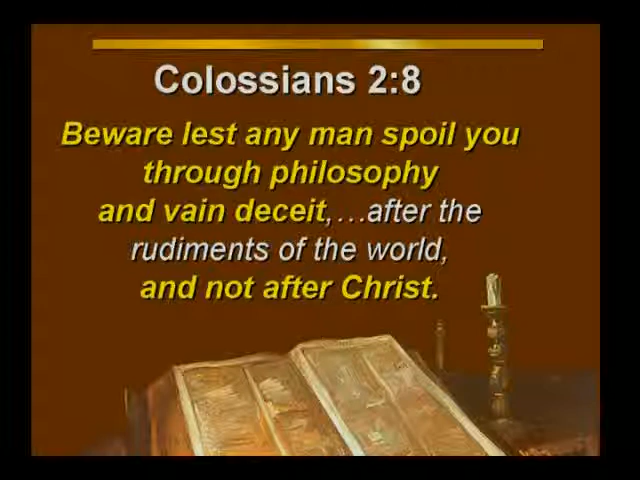 Colossians 2:8
Beware lest any man spoil you
through philosophy
and vain deceit,…after the
rudiments of the world,
and not after Christ.